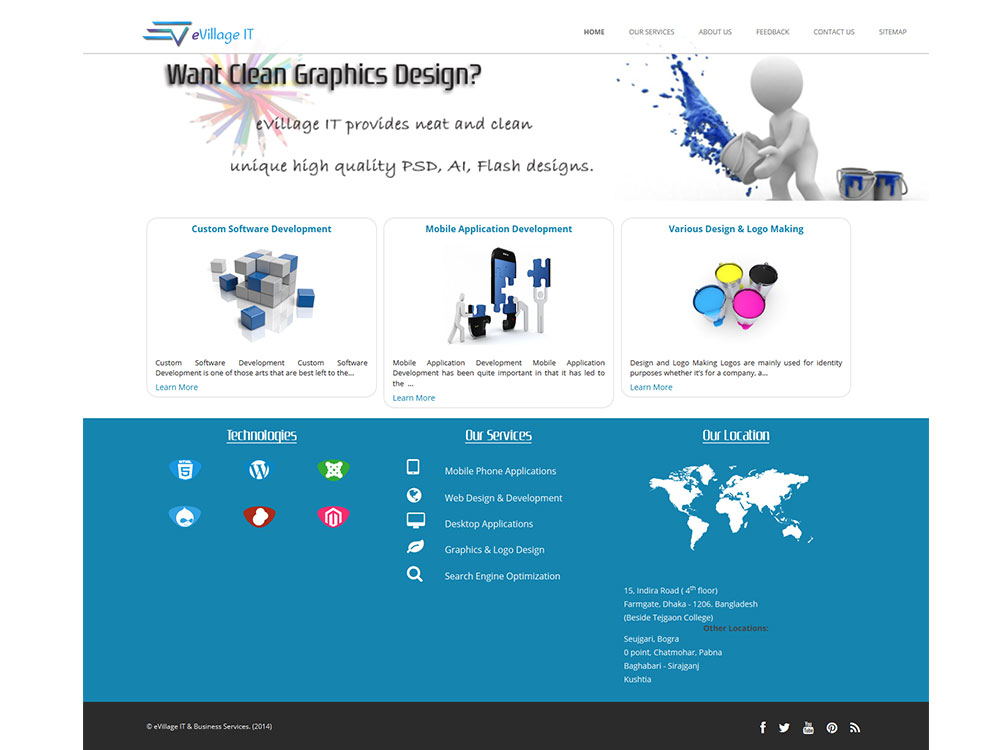 eVillage IT
HOME OUR SERVICES ABOUT US FEEDBACK CONTACT US SITEMAP
Want Clean Graphics Design?
eVillage IT provides neat and clean
unique high quality PSD, AI, Flash designs.
Custom Software Development
Custom Software Development Custom Software
Development is one of those arts that are best left to the...
Learn More
Mobile Application Development
Mobile Application Development Mobile Application
Development has been quite important in that it has led to
the ...
Learn More
Various Design & Logo Making
Design and Logo Making Logos are mainly used for identity
purposes whether it's for a company, a...
Learn More
Technologies
HTML
5
Our Services
Mobile Phone Applications
Web Design & Development
Desktop Applications
Graphics & Logo Design
Search Engine Optimization
Our Location
15, Indira Road ( 4th floor)
Farmgate, Dhaka - 1206. Bangladesh
(Beside Tejgaon College)
Other Locations:
Seujgari, Bogra
0 point, Chatmohar, Pabna
Baghabari - Sirajganj
Kushtia
© eVillage IT & Business Services. (2014)
You
Tube